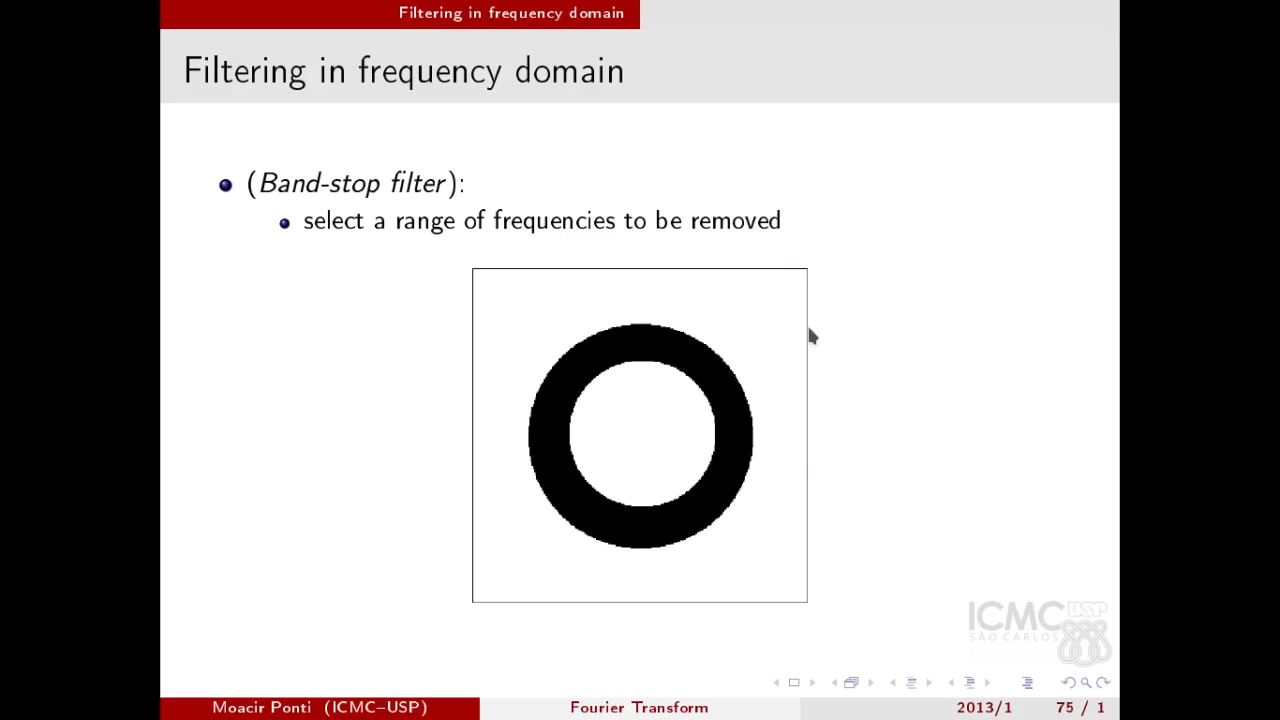 Filtering in frequency domain
Filtering in frequency domain
(Band-stop filter):
select a range of frequencies to be removed
ICMC USP
SÃO CARLOS
Moacir Ponti (ICMC–USP) Fourier Transform 2013/1 75 / 1